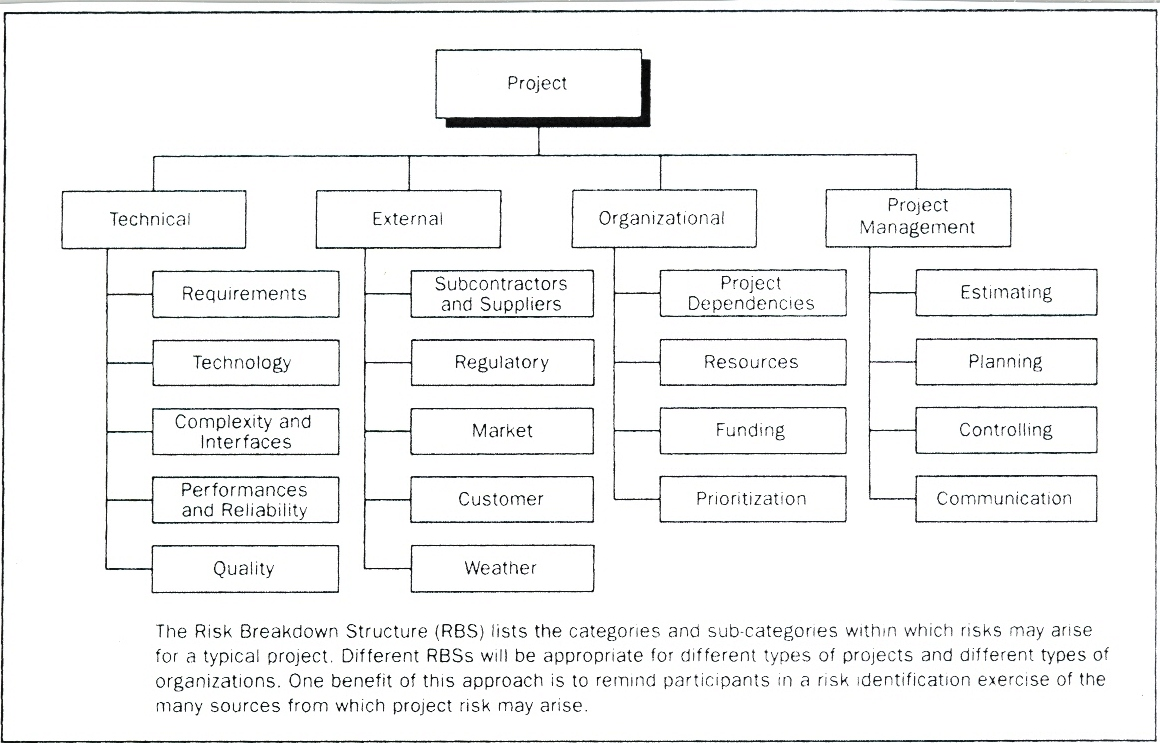 Project
Technical
External
Organizational
Project
Management
Requirements
Technology
Complexity and
Interfaces
Performances
and Reliability
Quality
Subcontractors
and Suppliers
Regulatory
Market
Customer
Weather
Project
Dependencies
Resources
Funding
Prioritization
Estimating
Planning
Controlling
Communication
The Risk Breakdown Structure (RBS) lists the categories and sub-categories within which risks may arise
for a typical project. Different RBSs will be appropriate for different types of projects and different types of
organizations. One benefit of this approach is to remind participants in a risk identification exercise of the
many sources from which project risk may arise.